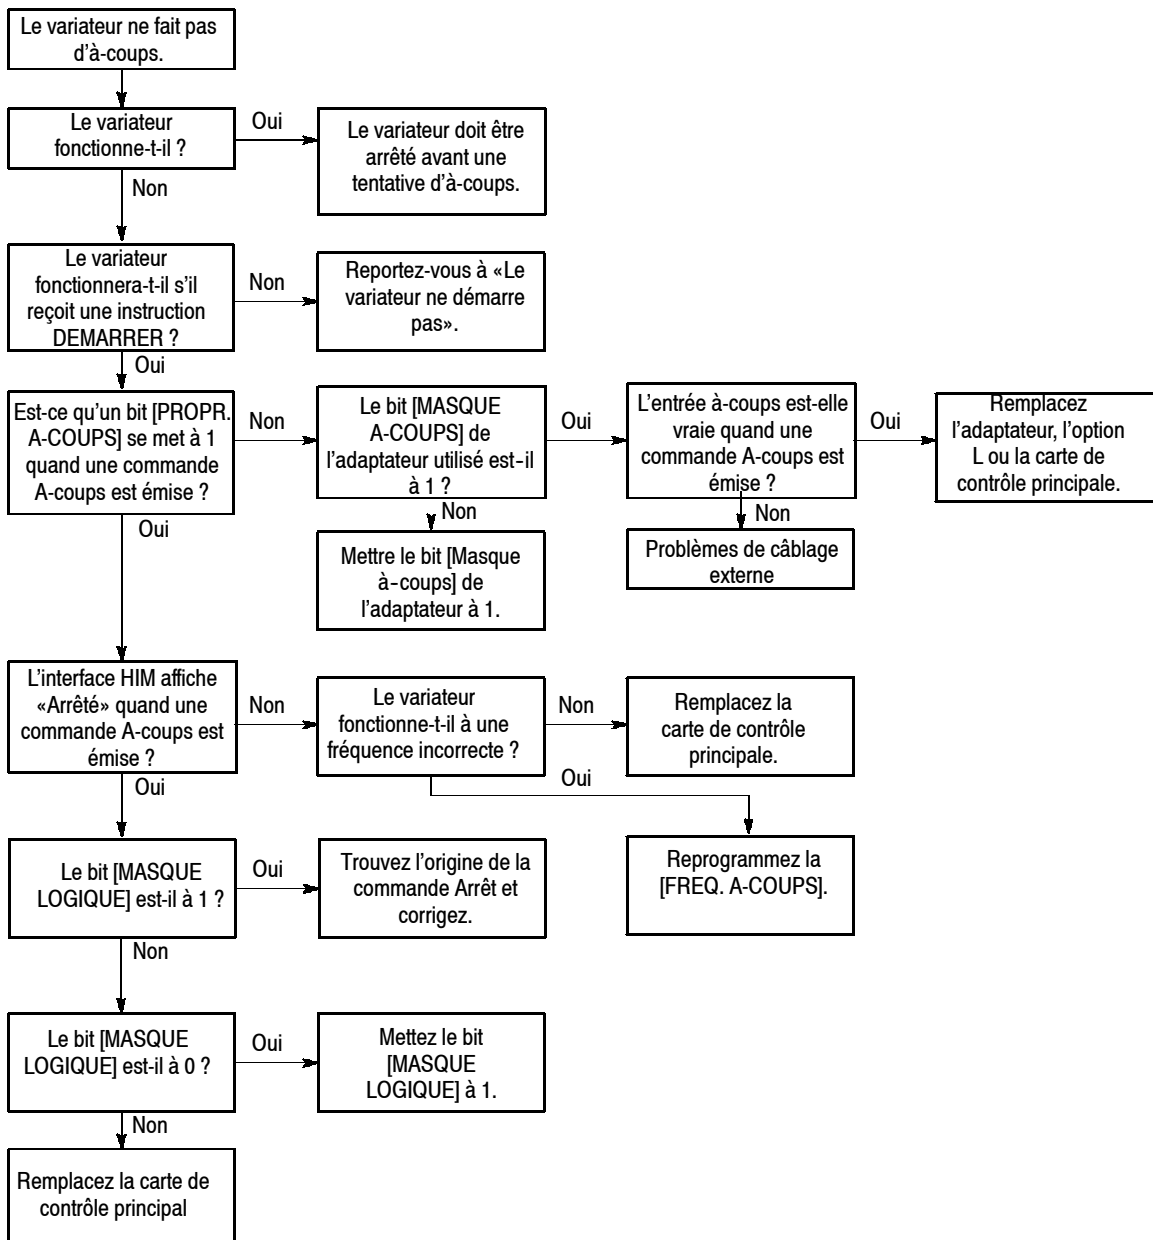 Le variateur ne fait pas
d'à-coups.
Le variateur
fonctionne-t-il ?
Oui
Le variateur doit être
arrêté avant une
tentative d'à-coups.
Non
Le variateur
fonctionnera-t-il s'il
reçoit une instruction
DEMARRER ?
Non
Reportez-vous à «Le
variateur ne démarre
pas».
Oui
Est-ce qu'un bit [PROPR.
A-COUPS] se met à 1
quand une commande
A-coups est émise ?
Non
Le bit [MASQUE
A-COUPS] de
l'adaptateur utilisé est-il
à 1 ?
Oui
L'entrée à-coups est-elle
vraie quand une
commande A-coups est
émise ?
Oui
Remplacez
l'adaptateur, l'option
L ou la carte de
contrôle principale.
Oui
Non
Mettre le bit [Masque
à-coups] de
l'adaptateur à 1.
Non
Problèmes de câblage
externe
L'interface HIM affiche
«Arrêté» quand une
commande A-coups est
émise ?
Non
Le variateur
fonctionne-t-il à une
fréquence incorrecte ?
Non
Remplacez la
carte de contrôle
principale.
Oui
Oui
Reprogrammez la
[FREQ. A-COUPS].
Le bit [MASQUE
LOGIQUE] est-il à 1 ?
Oui
Trouvez l'origine de la
commande Arrêt et
corrigez.
Non
Le bit [MASQUE
LOGIQUE] est-il à 0 ?
Oui
Mettez le bit
[MASQUE
LOGIQUE] à 1.
Non
Remplacez la carte de
contrôle principal